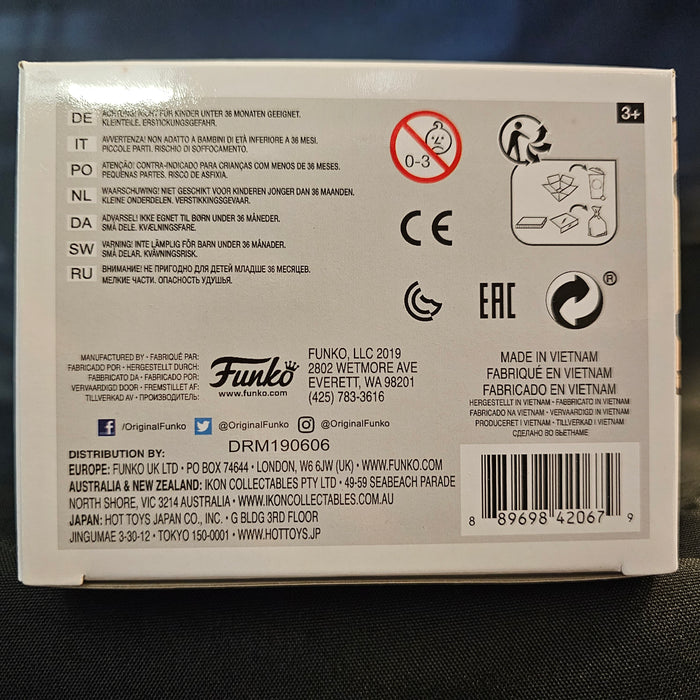 DE ACHTUNG! NICHT FÜR KINDER UNTER 36 MONATEN GEEIGNET.
KLEINTEILE. ERSTICKUNGSGEFAHR.
IT AVVERTENZA! NON ADATTO A BAMBINI DI ETÀ INFERIORE A 36 MESI.
PICCOLE PARTI. RISCHIO DI SOFFOCAMENTO.
PO ATENÇÃO! CONTRA-INDICADO PARA CRIANÇAS COM MENOS DE 36 MESES.
PEQUENAS PARTES. RISCO DE ASFIXIA.
NL WAARSCHUWING! NIET GESCHIKT VOOR KINDEREN JONGER DAN 36 MAANDEN.
KLEINE ONDERDELEN. VERSTIKKINGSGEVAAR.
DA ADVARSEL! IKKE EGNET TIL BØRN UNDER 36 MÅNEDER.
SMÅ DELE. KVÆLNINGSFARE.
SW VARNING! INTE LÄMPLIG FÖR BARN UNDER 36 MÅNADER.
SMÅ DELAR. KVÄVNINGSRISK.
RU ВНИМАНИЕ! НЕ ПРИГОДНО ДЛЯ ДЕТЕЙ МЛАДШЕ 36 МЕСЯЦЕВ.
МЕЛКИЕ ЧАСТИ. ОПАСНОСТЬ УДУШЬЯ.
0-3
3+
CE
EAC
®
MANUFACTURED BY • FABRIQUÉ PAR:
FABRICADO POR • HERGESTELLT DURCH:
FABBRICATO DA • FABRICADO POR:
VERVAARDIGD DOOR • FREMSTILLET AF:
TILLVERKAD AV • ПРОИЗВОДИТЕЛЬ:
Funko
www.funko.com
FUNKO, LLC 2019
2802 WETMORE AVE
EVERETT, WA 98201
(425) 783-3616
MADE IN VIETNAM
FABRIQUÉ EN VIETNAM
FABRICADO EN VIETNAM
HERGESTELLT IN VIETNAM • FABBRICATO IN VIETNAM
FABRICADO NA VIETNAM • VERVAARDIGD IN VIETNAM
PRODUCERET I VIETNAM • TILLVERKAD I VIETNAM
СДЕЛАНО ВО ВЬЕТНАМЕ
f /OriginalFunko @OriginalFunko @OriginalFunko
DRM190606
DISTRIBUTION BY:
EUROPE: FUNKO UK LTD • PO BOX 74644 • LONDON, W6 6JW (UK) • WWW.FUNKO.COM
AUSTRALIA & NEW ZEALAND: IKON COLLECTABLES PTY LTD • 49-59 SEABEACH PARADE
NORTH SHORE, VIC 3214 AUSTRALIA • WWW.IKONCOLLECTABLES.COM.AU
JAPAN: HOT TOYS JAPAN CO., INC. • G BLDG 3RD FLOOR
JINGUMAE 3-30-12 • TOKYO 150-0001 • WWW.HOTTOYS.JP
8 89698 42067 9